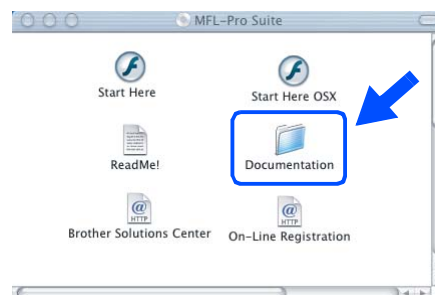 MFL-Pro Suite
Start Here
Start Here OSX
ReadMe!
Documentation
@
HTTP
@
HTTP
Brother Solutions Center
On-Line Registration